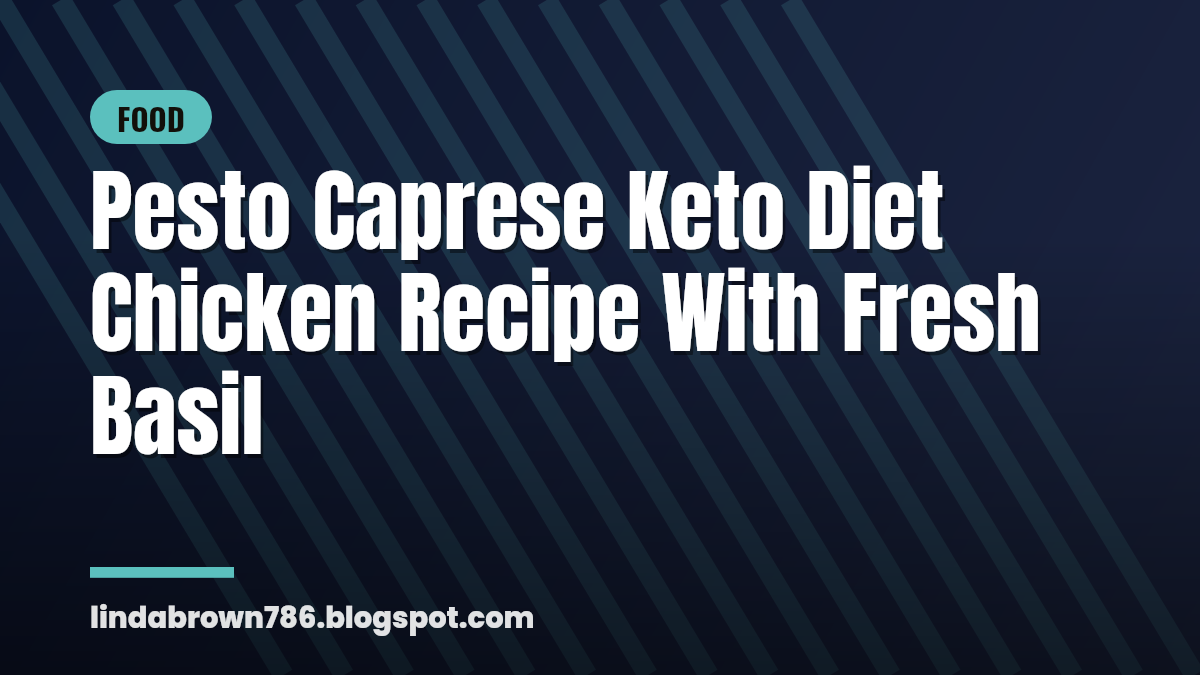 FOOD
Pesto Caprese Keto Diet
Chicken Recipe With Fresh
Basil
lindabrown786.blogspot.com